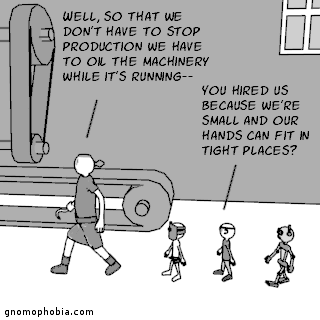 WELL, SO THAT WE
DON'T HAVE TO STOP
PRODUCTION WE HAVE
TO OIL THE MACHINERY
WHILE IT'S RUNNING--
YOU HIRED US
BECAUSE WE'RE
SMALL AND OUR
HANDS CAN FIT IN
TIGHT PLACES?
gnomophobia.com